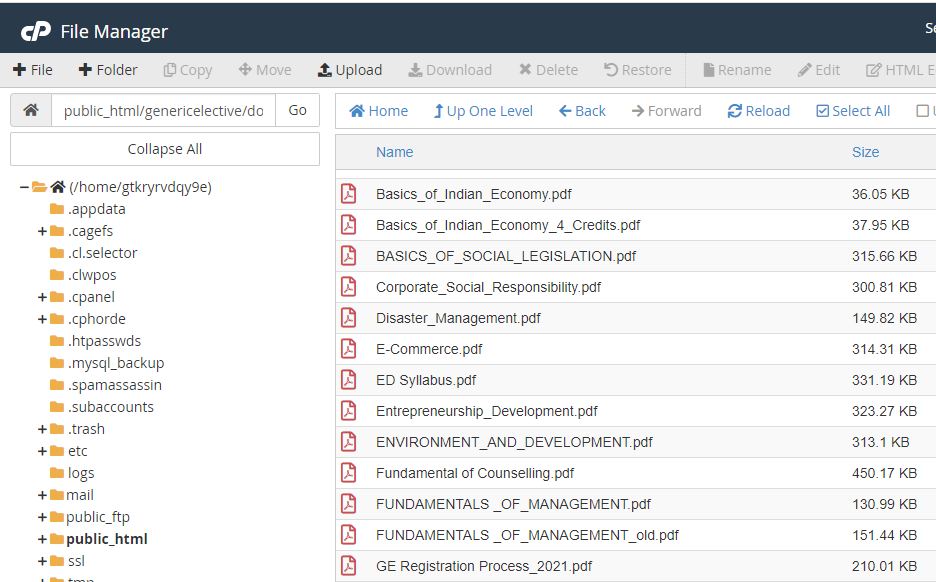 cP File Manager
Se
File Folder Copy Move Upload Download Delete Restore Rename Edit HTML E
public_html/genericelective/do Go
Home Up One Level Back Forward Reload Select All U
Collapse All
Name Size
(/home/gtkryrvdqy9e)
.appdata
.cagefs
.cl.selector
.clwpos
.cpanel
.cphorde
.htpasswds
.mysql_backup
.spamassassin
.subaccounts
.trash
etc
logs
mail
public_ftp
public_html
ssl
tmp
Basics_of_Indian_Economy.pdf 36.05 KB
Basics_of_Indian_Economy_4_Credits.pdf 37.95 KB
BASICS_OF_SOCIAL_LEGISLATION.pdf 315.66 KB
Corporate_Social_Responsibility.pdf 300.81 KB
Disaster_Management.pdf 149.82 KB
E-Commerce.pdf 314.31 KB
ED Syllabus.pdf 331.19 KB
Entrepreneurship_Development.pdf 323.27 KB
ENVIRONMENT_AND_DEVELOPMENT.pdf 313.1 KB
Fundamental of Counselling.pdf 450.17 KB
FUNDAMENTALS _OF_MANAGEMENT.pdf 130.99 KB
FUNDAMENTALS _OF_MANAGEMENT_old.pdf 151.44 KB
GE Registration Process_2021.pdf 210.01 KB